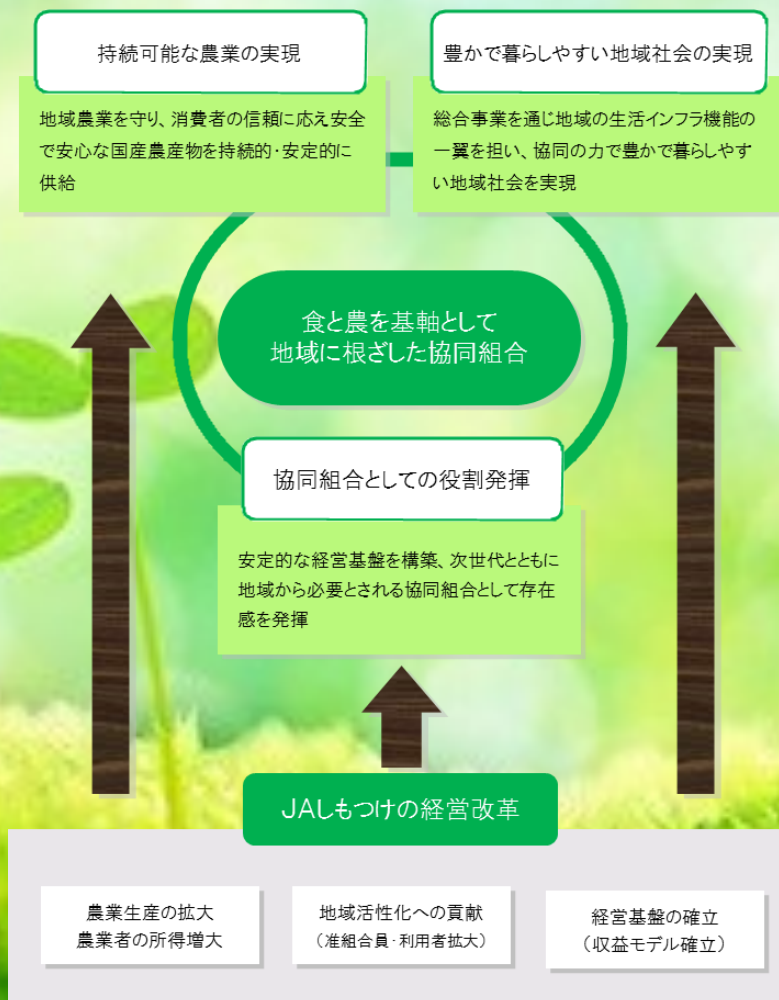 持続可能な農業の実現
地域農業を守り、消費者の信頼に応え安全
で安心な国産農産物を持続的・安定的に
供給
豊かで暮らしやすい地域社会の実現
総合事業を通じ地域の生活インフラ機能の
一翼を担い、協同の力で豊かで暮らしやす
い地域社会を実現
食と農を基軸として
地域に根ざした協同組合
協同組合としての役割発揮
安定的な経営基盤を構築、次世代とともに
地域から必要とされる協同組合として存在
感を発揮
JAしもつけの経営改革
農業生産の拡大
農業者の所得増大
地域活性化への貢献
（准組合員・利用者拡大）
経営基盤の確立
（収益モデル確立）